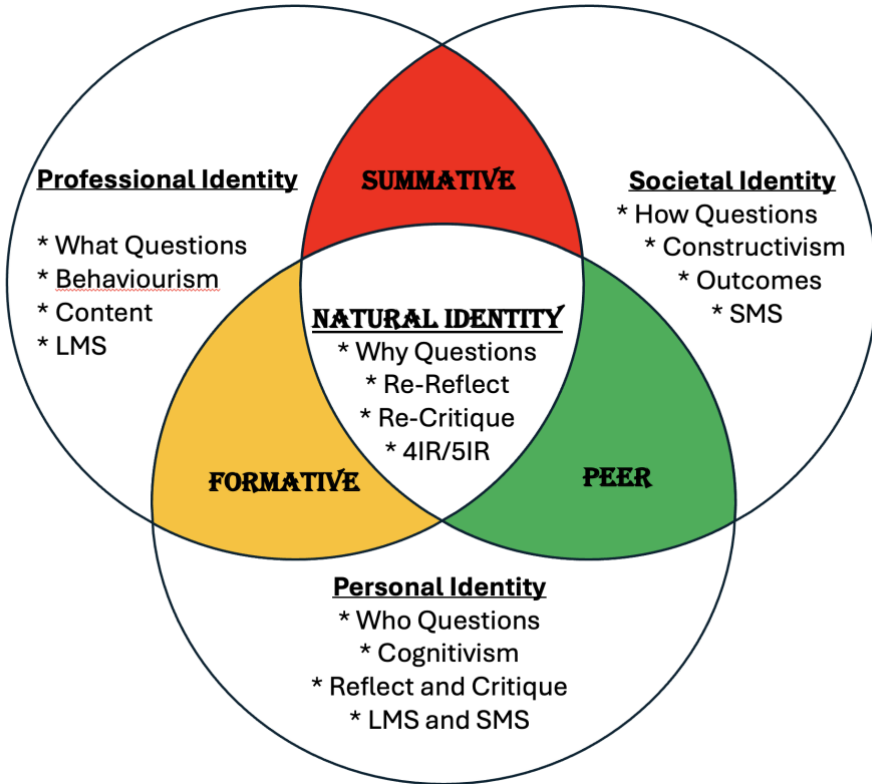 SUMMATIVE
Professional Identity
* What Questions
* Behaviourism
* Content
* LMS
Societal Identity
* How Questions
* Constructivism
* Outcomes
* SMS
NATURAL IDENTITY
* Why Questions
* Re-Reflect
* Re-Critique
* 4IR/5IR
FORMATIVE
PEER
Personal Identity
* Who Questions
* Cognitivism
* Reflect and Critique
* LMS and SMS